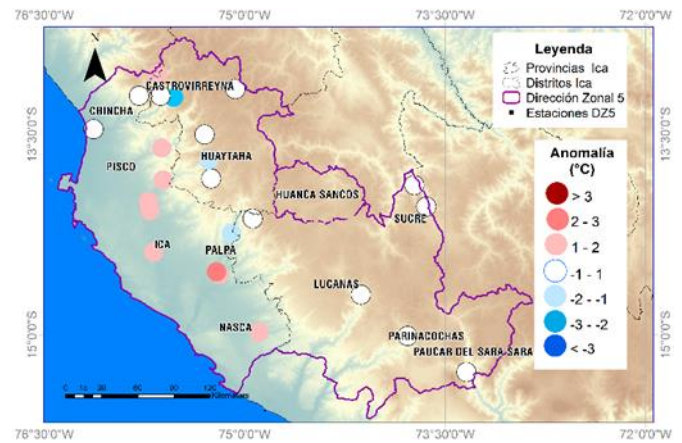 76°30'0"W 75°0'0"W 73°30'0"W 72°0'0"W
13°30'0"S
15°0'0"S
CASTROVIRREYNA
CHINCHA
PISCO
HUAYTARA
HUANCA SANCOS
SUCRE
ICA
PALPA
LUCANAS
NASCA
PARINACOCHAS
PAUCAR DEL SARA SARA
Leyenda
Provincias Ica
Distritos Ica
Dirección Zonal 5
Estaciones DZ5
Anomalía
(°C)
> 3
2 - 3
1 - 2
-1 - 1
-2 - -1
-3 - -2
< -3
Kilometers
13°30'0"S
15°0'0"S
76°30'0"W 75°0'0"W 73°30'0"W 72°0'0"W